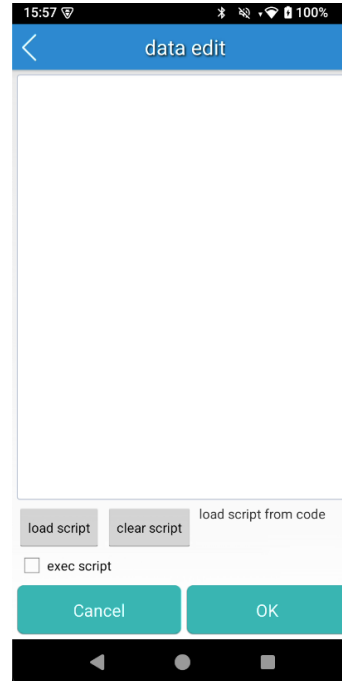 15:57 100%
data edit
load script clear script load script from code
exec script
Cancel OK